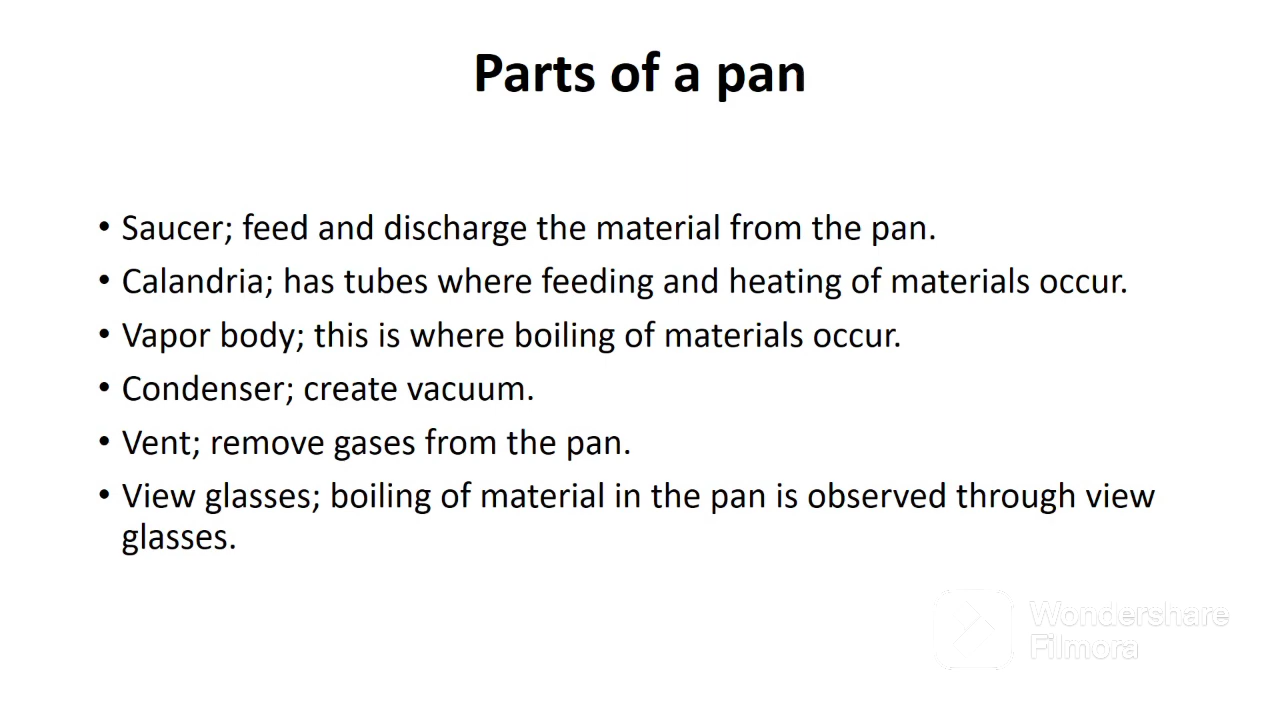 Parts of a pan
• Saucer; feed and discharge the material from the pan.
• Calandria; has tubes where feeding and heating of materials occur.
• Vapor body; this is where boiling of materials occur.
• Condenser; create vacuum.
• Vent; remove gases from the pan.
• View glasses; boiling of material in the pan is observed through view
glasses.
Wondershare
Filmora